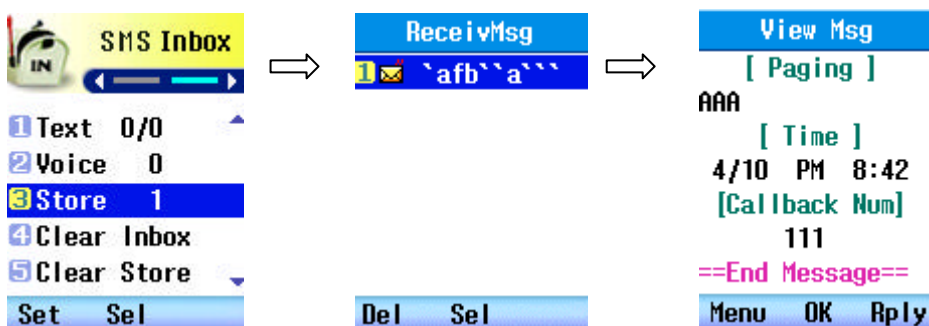 SMS Inbox
IN
1 Text 0/0
2 Voice 0
3 Store 1
4 Clear Inbox
5 Clear Store
Set Sel
ReceivMsg
1 `afb``a```
Del Sel
View Msg
[ Paging ]
AAA
[ Time ]
4/10 PM 8:42
[Callback Num]
111
==End Message==
Menu OK Rply